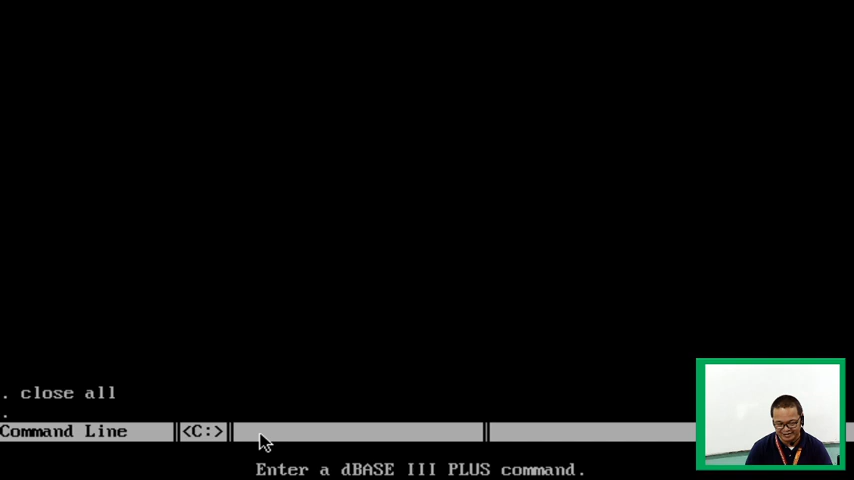 . close all
.
Command Line <C:>
Enter a dBASE III PLUS command.